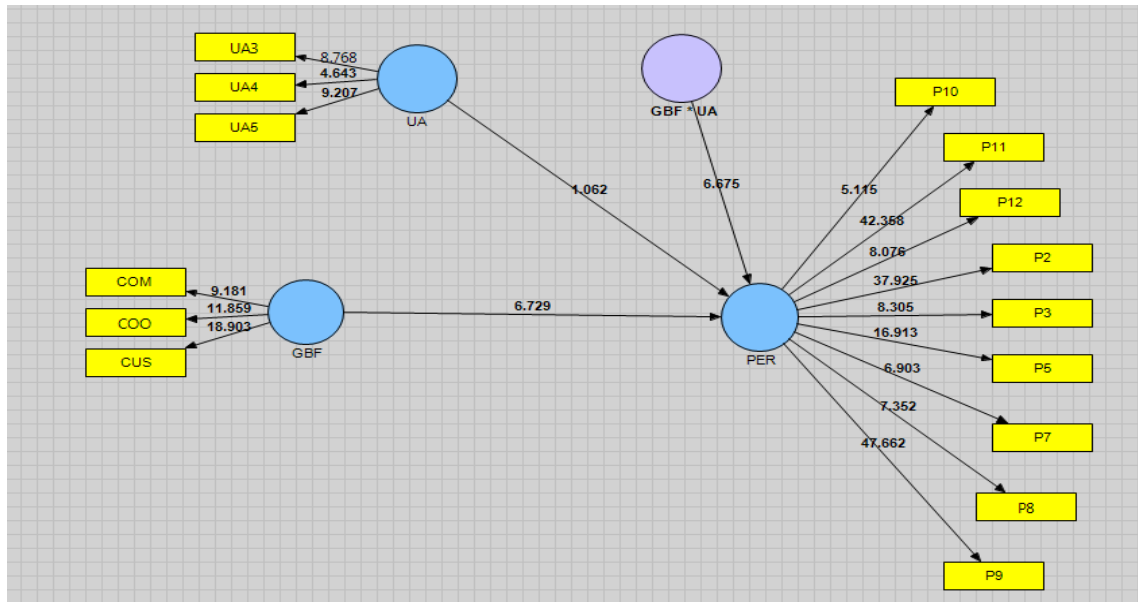 UA3
8.768
UA4
4.643
UA5
9.207
UA
GBF * UA
1.062
6.675
COM
9.181
COO
11.859
CUS
18.903
GBF
6.729
PER
P10
5.115
P11
42.358
P12
8.076
P2
37.925
P3
8.305
P5
16.913
P7
6.903
P8
7.352
P9
47.662